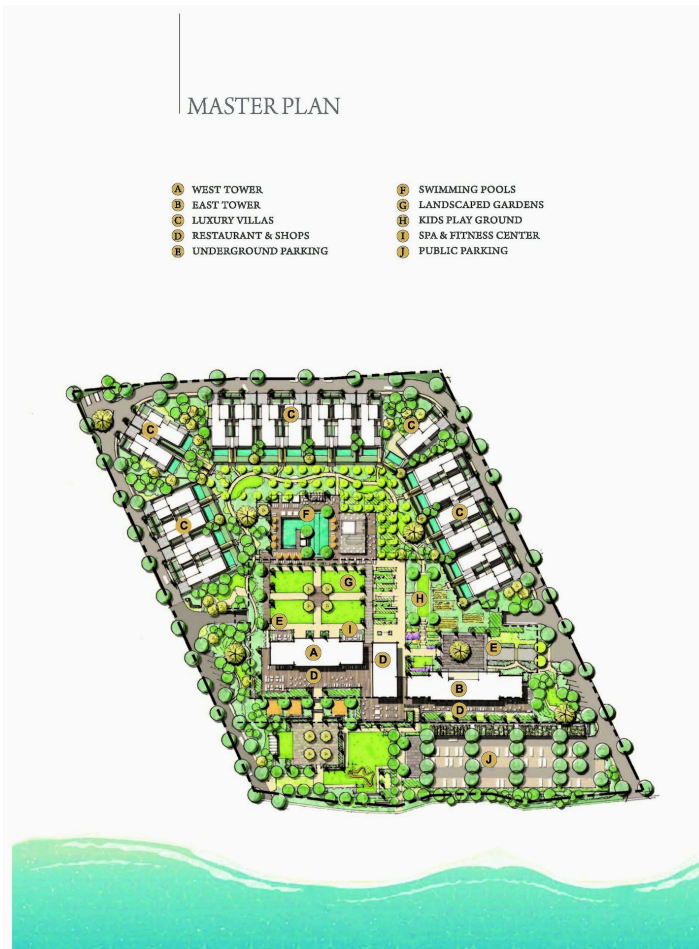 MASTER PLAN
A WEST TOWER
B EAST TOWER
C LUXURY VILLAS
D RESTAURANT & SHOPS
E UNDERGROUND PARKING
F SWIMMING POOLS
G LANDSCAPED GARDENS
H KIDS PLAY GROUND
I SPA & FITNESS CENTER
J PUBLIC PARKING
C
C
C
C
C
F
G
H
E
I
E
A
D
D
B
D
J